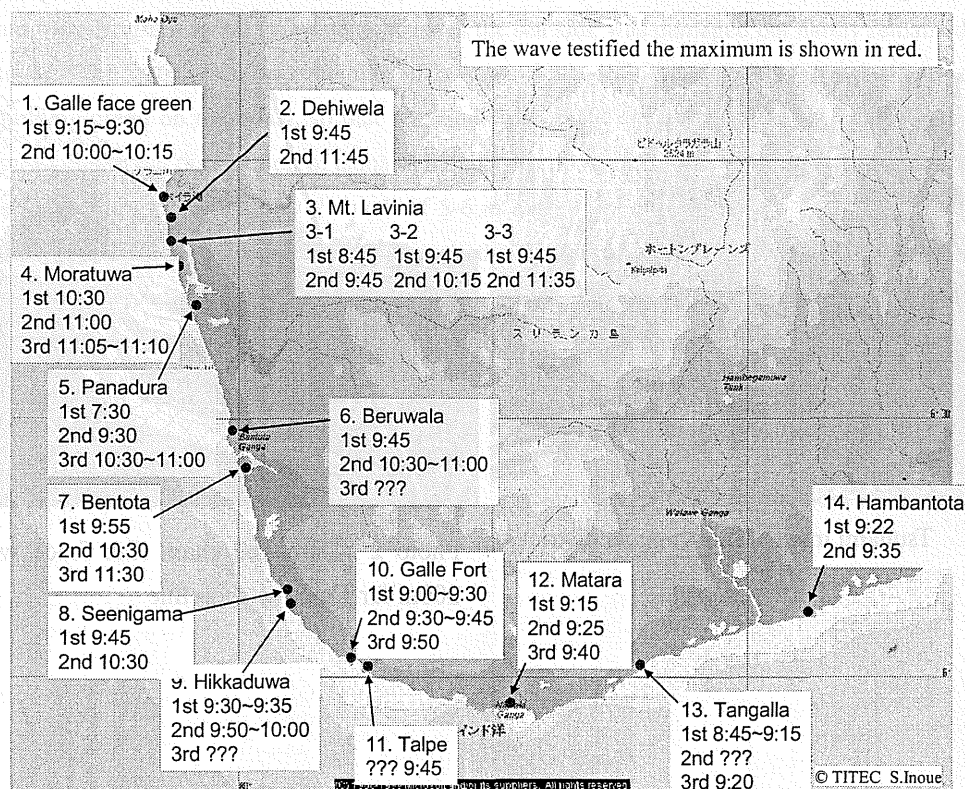 Maha Oya
The wave testified the maximum is shown in red.
1. Galle face green
1st 9:15~9:30
2nd 10:00~10:15
2. Dehiwela
1st 9:45
2nd 11:45
3. Mt. Lavinia
3-1 3-2 3-3
1st 8:45 1st 9:45 1st 9:45
2nd 9:45 2nd 10:15 2nd 11:35
ホートンプレーンズ
スリランカ島
4. Moratuwa
1st 10:30
2nd 11:00
3rd 11:05~11:10
5. Panadura
1st 7:30
2nd 9:30
3rd 10:30~11:00
6. Beruwala
1st 9:45
2nd 10:30~11:00
3rd ???
Bentota
Ganga
Hambegamuwa
Tank
7. Bentota
1st 9:55
2nd 10:30
3rd 11:30
Walawe Ganga
14. Hambantota
1st 9:22
2nd 9:35
8. Seenigama
1st 9:45
2nd 10:30
10. Galle Fort
1st 9:00~9:30
2nd 9:30~9:45
3rd 9:50
12. Matara
1st 9:15
2nd 9:25
3rd 9:40
9. Hikkaduwa
1st 9:30~9:35
2nd 9:50~10:00
3rd ???
11. Talpe
??? 9:45
Ganga
インド洋
13. Tangalla
1st 8:45~9:15
2nd ???
3rd 9:20
© TITEC S.Inoue